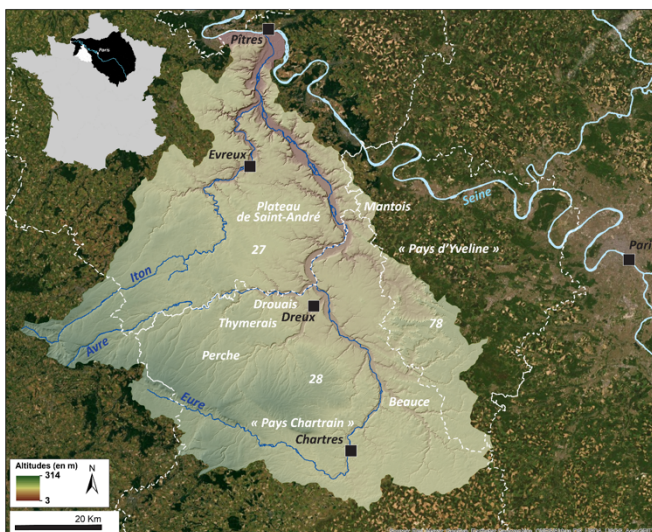 Paris
Pîtres
Evreux
Plateau
de Saint-André
Mantois
Seine
« Pays d'Yveline »
Paris
27
Iton
Drouais
Dreux
78
Avre
Thymerais
Perche
28
Eure
Beauce
« Pays Chartrain »
Chartres
Altitudes (en m)
314
3
N
20 Km